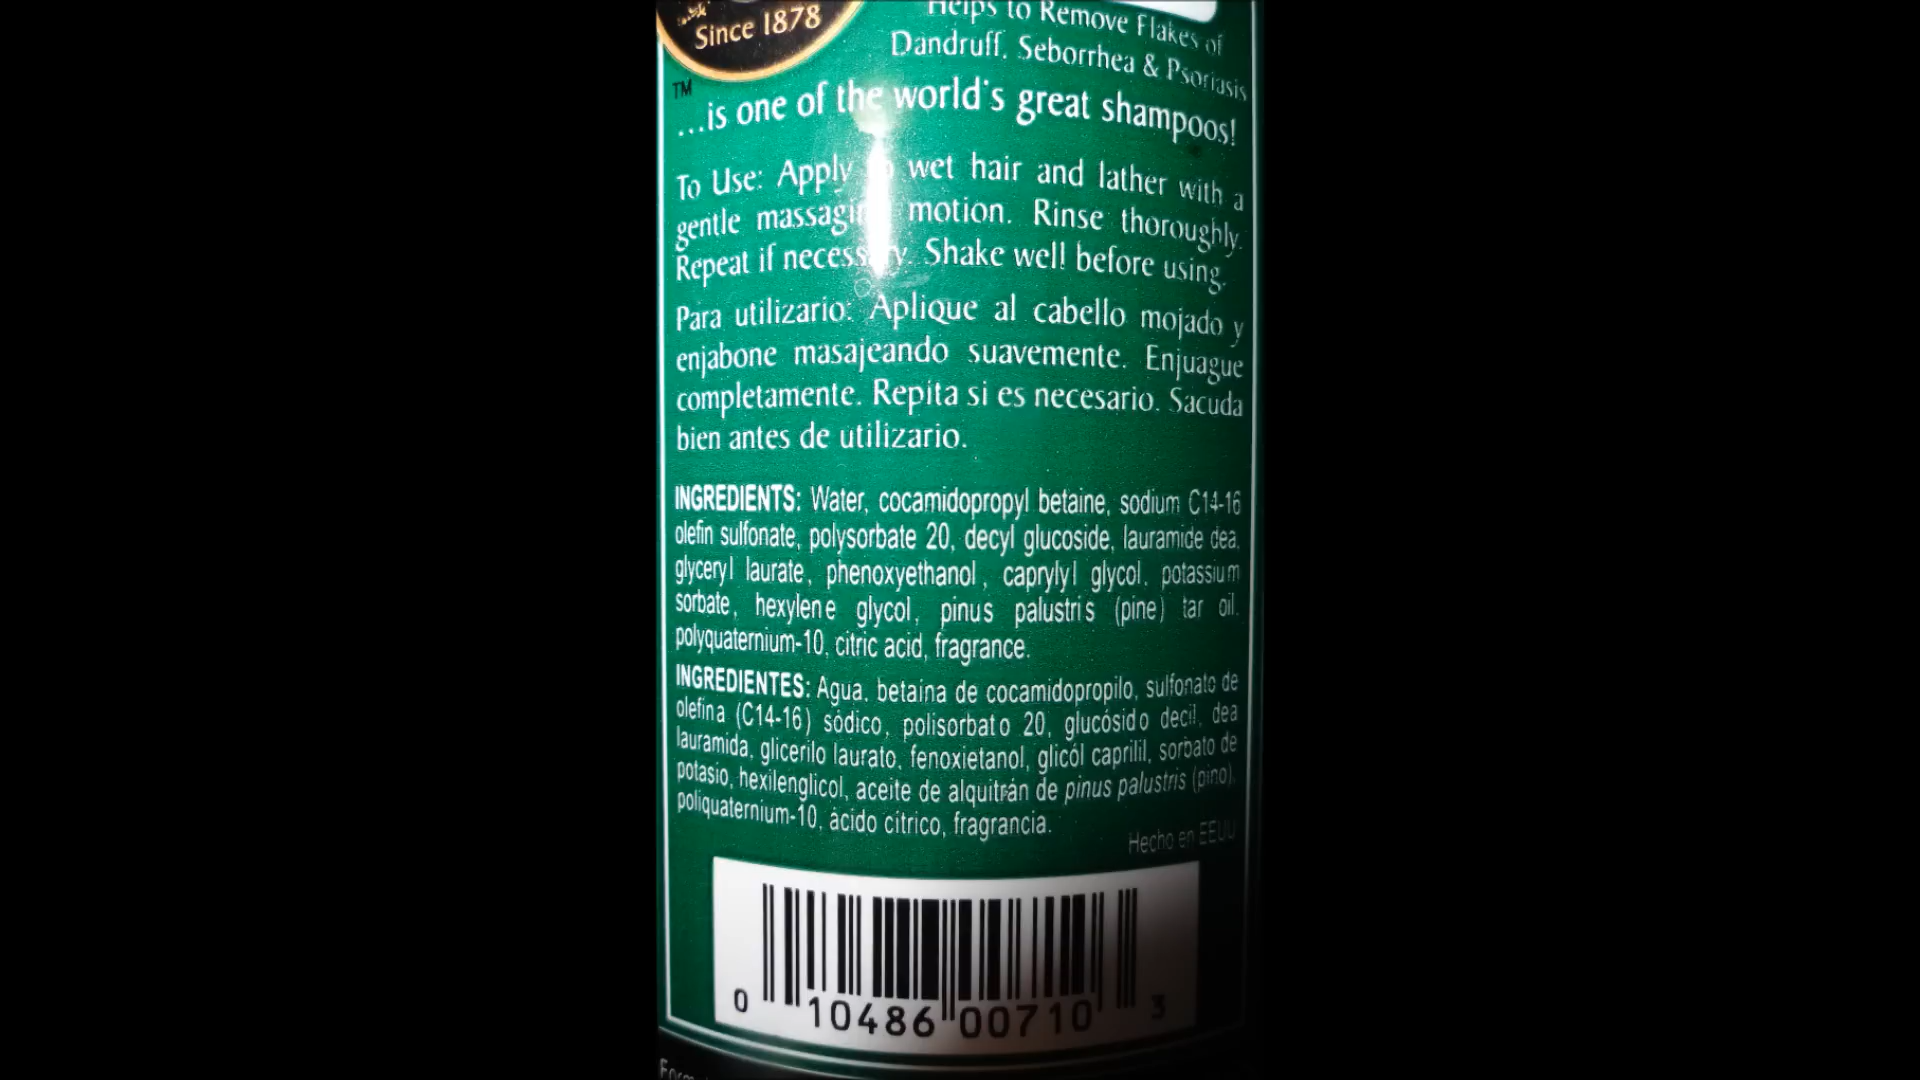 Since 1878
Helps to Remove Flakes of
Dandruff, Seborrhea & Psoriasis
TM
...is one of the world's great shampoos!
To Use: Apply wet hair and lather with a
gentle massaging motion. Rinse thoroughly.
Repeat if necessary. Shake well before using.
Para utilizario: Aplique al cabello mojado y
enjabone masajeando suavemente. Enjuague
completamente. Repita si es necesario. Sacuda
bien antes de utilizario.
INGREDIENTS: Water, cocamidopropyl betaine, sodium C14-16
olefin sulfonate, polysorbate 20, decyl glucoside, lauramide dea,
glyceryl laurate, phenoxyethanol, caprylyl glycol, potassium
sorbate, hexylene glycol, pinus palustris (pine) tar oil,
polyquaternium-10, citric acid, fragrance.
INGREDIENTES: Agua, betaina de cocamidopropilo, sulfonato de
olefina (C14-16) sódico, polisorbato 20, glucósido decil, dea
lauramida, glicerilo laurato, fenoxietanol, glicól caprilil, sorbato de
potasio, hexilenglicol, aceite de alquitrán de pinus palustris (pino),
poliquaternium-10, ácido cítrico, fragrancia.
Hecho en EEUU
0 10486 00710 3